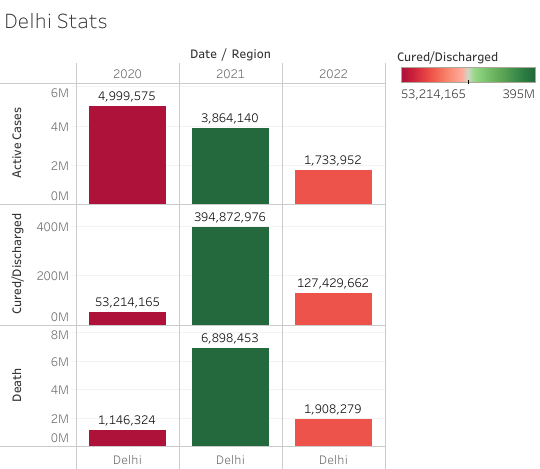 Delhi Stats
Date / Region
Cured/Discharged
53,214,165 395M
2020 2021 2022
Active Cases
6M
4M
2M
0M
4,999,575 3,864,140 1,733,952
Cured/Discharged
400M
200M
0M
53,214,165 394,872,976 127,429,662
Death
8M
6M
4M
2M
0M
1,146,324 6,898,453 1,908,279
Delhi Delhi Delhi